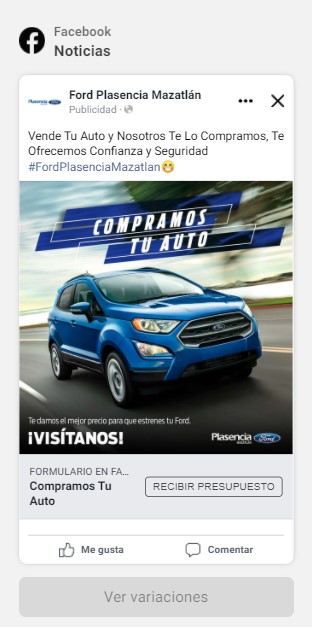 Facebook
Noticias
Ford Plasencia Mazatlán
Publicidad ·
Vende Tu Auto y Nosotros Te Lo Compramos, Te
Ofrecemos Confianza y Seguridad
#FordPlasenciaMazatlan😁
COMPRAMOS
TU AUTO
Te damos el mejor precio para que estrenes tu Ford.
¡VISÍTANOS!
Plasencia Ford
FORMULARIO EN FA...
Compramos Tu
Auto
RECIBIR PRESUPUESTO
Me gusta
Comentar
Ver variaciones